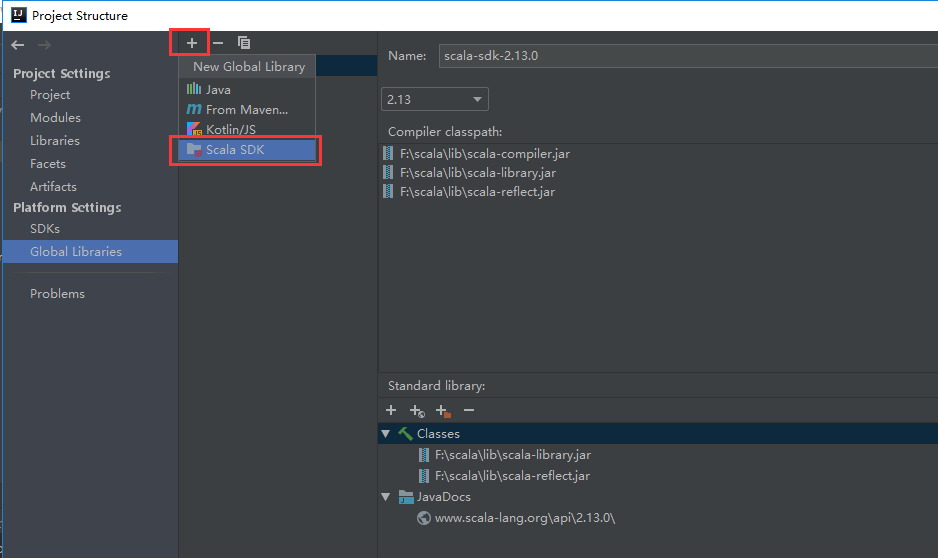 Project Structure
Project Settings
Project
Modules
Libraries
Facets
Artifacts
Platform Settings
SDKs
Global Libraries
Problems
New Global Library
Java
From Maven...
Kotlin/JS
Scala SDK
Name: scala-sdk-2.13.0
2.13
Compiler classpath:
F:\scala\lib\scala-compiler.jar
F:\scala\lib\scala-library.jar
F:\scala\lib\scala-reflect.jar
Standard library:
Classes
F:\scala\lib\scala-library.jar
F:\scala\lib\scala-reflect.jar
JavaDocs
www.scala-lang.org\api\2.13.0\